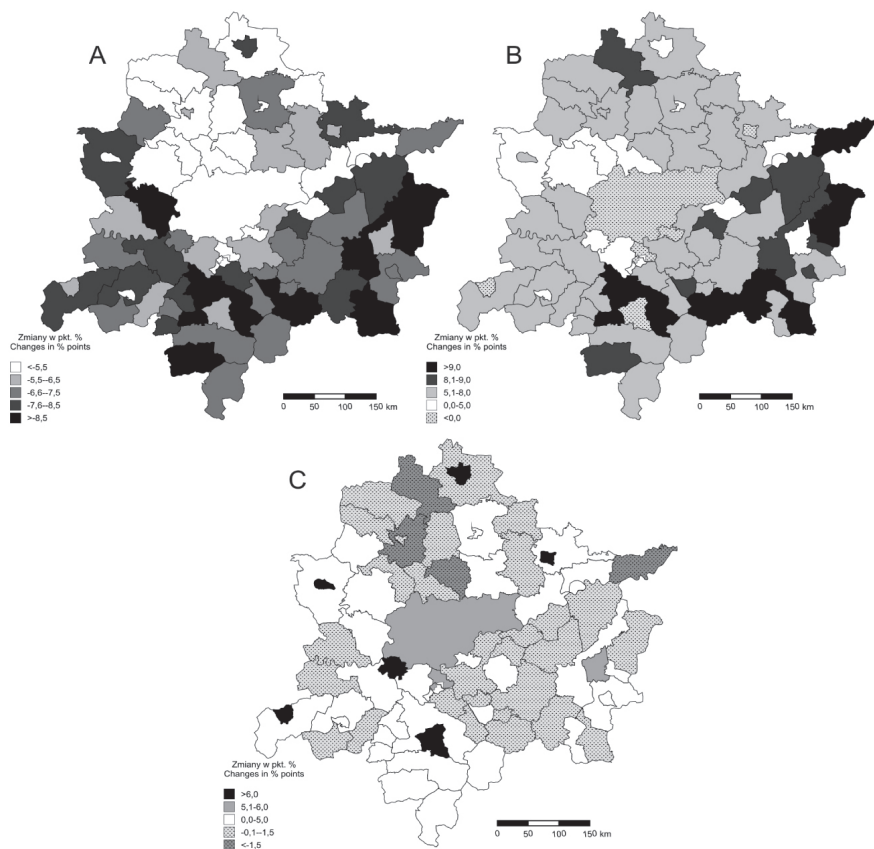 A
Zmiany w pkt. %
Changes in % points
<-5,5
-5,5--6,5
-6,6--7,5
-7,6--8,5
>-8,5
0 50 100 150 km
B
Zmiany w pkt. %
Changes in % points
>9,0
8,1-9,0
5,1-8,0
0,0-5,0
<0,0
0 50 100 150 km
C
Zmiany w pkt. %
Changes in % points
>6,0
5,1-6,0
0,0-5,0
-0,1--1,5
<-1,5
0 50 100 150 km